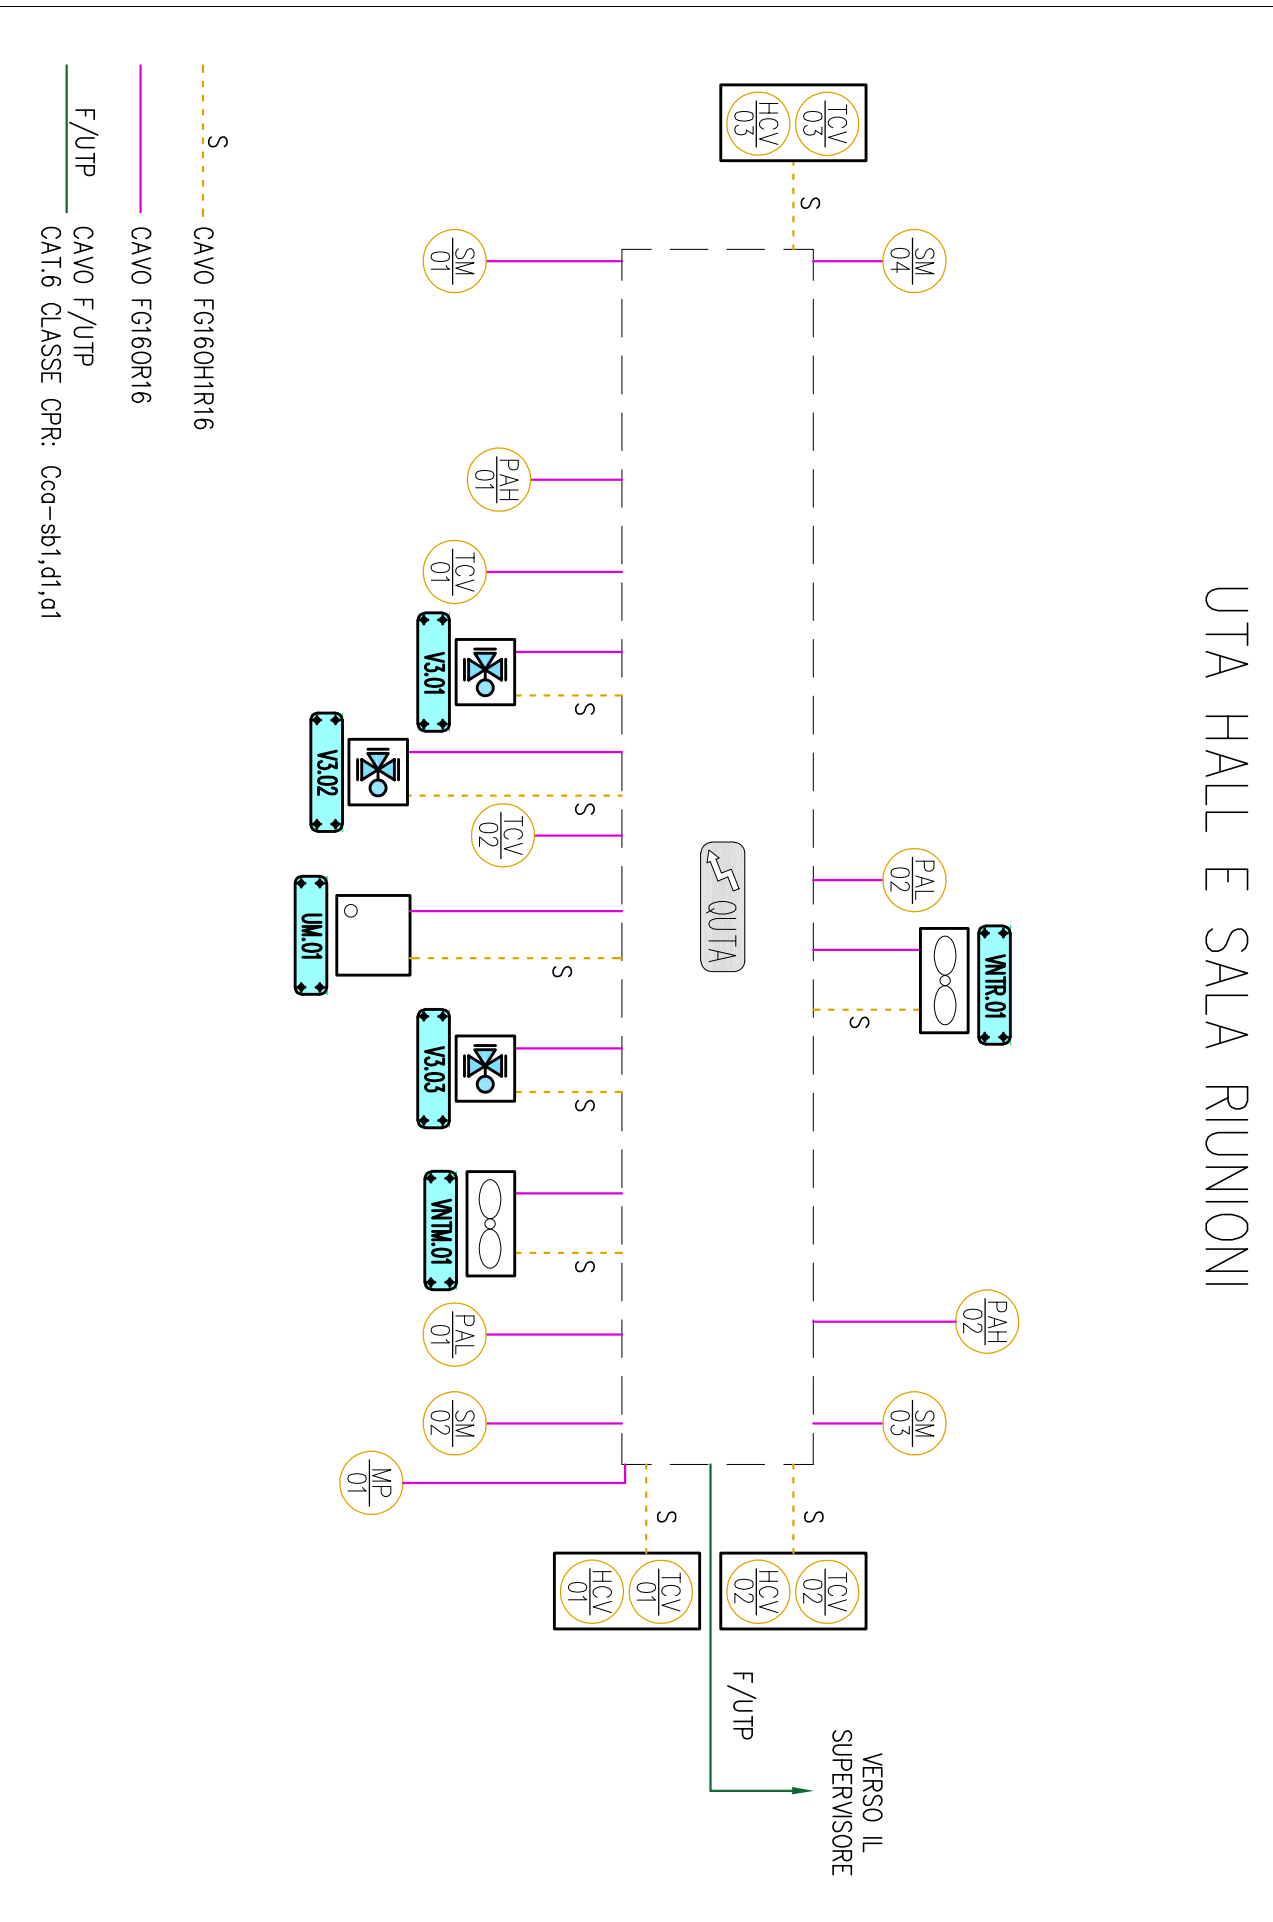 UTA HALL E SALA RIUNIONI
TCV
03
HCV
03
S
SM
04
PAL
02
VNTR.01
S
PAH
02
SM
03
S
TCV
02
HCV
02
VERSO IL
SUPERVISORE
F/UTP
QUTA
SM
01
PAH
01
TCV
01
V3.01
S
V3.02
S
TCV
02
UM.01
S
V3.03
S
VNTM.01
S
PAL
01
SM
02
MP
01
S
TCV
01
HCV
01
S
CAVO FG16OH1R16
CAVO FG16OR16
F/UTP
CAVO F/UTP
CAT.6 CLASSE CPR: Cca-sb1,d1,a1